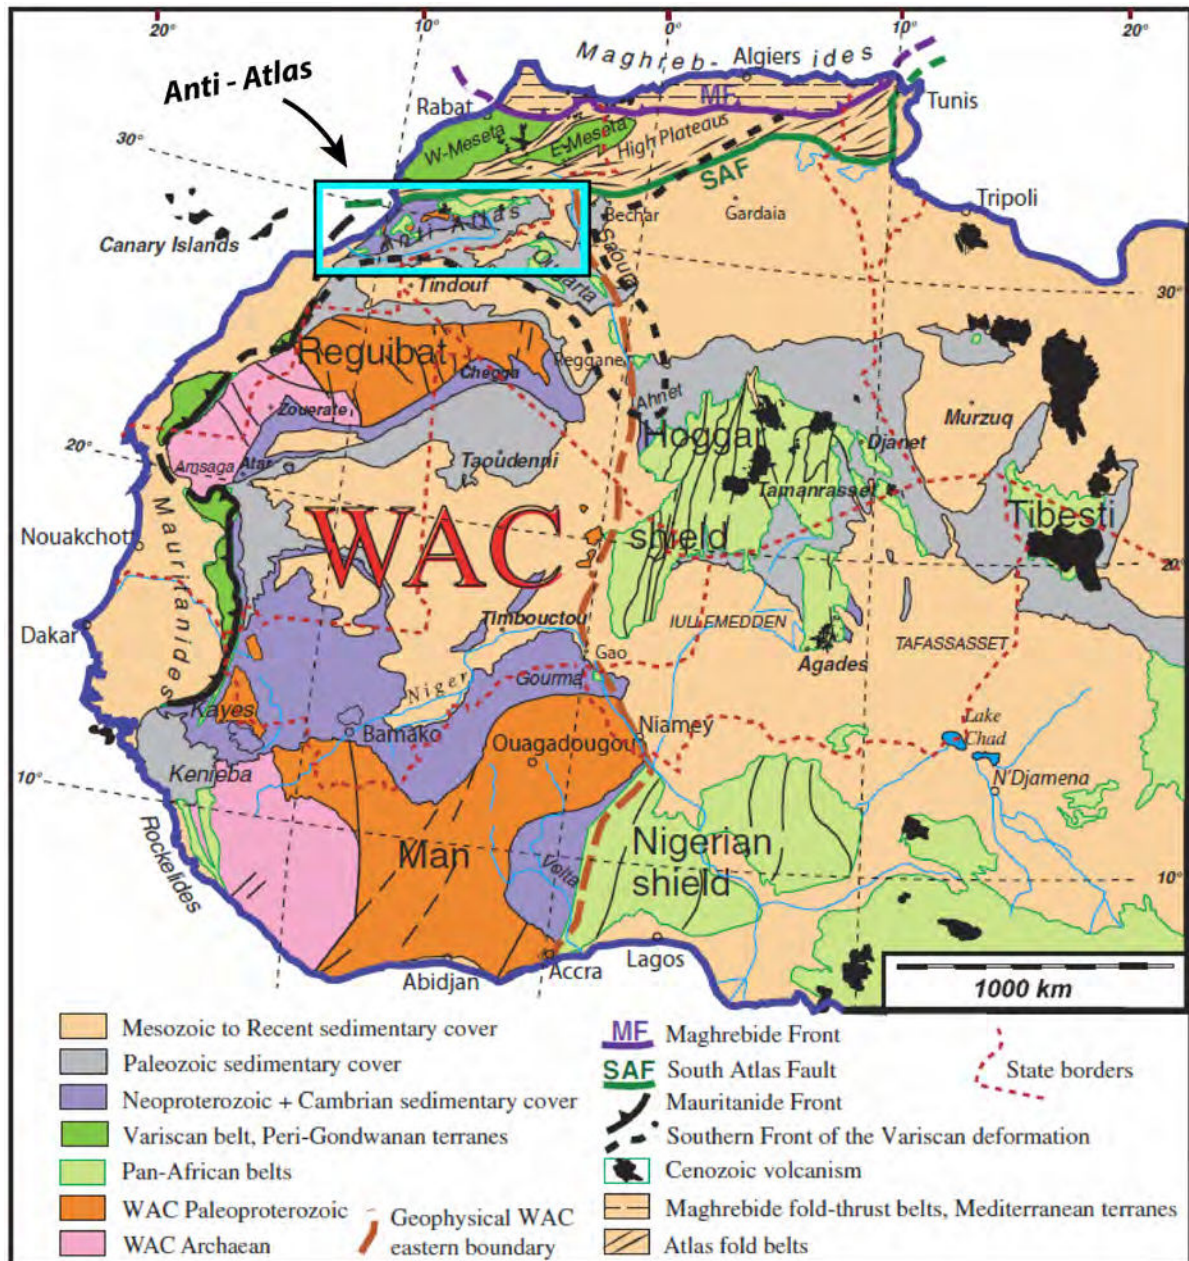 20°
10°
0°
10°
20°
Maghreb-
Algiers
ides
Anti - Atlas
Rabat
MF
Tunis
W-Meseta
E-Meseta
High Plateaus
30°
SAF
Tripoli
Canary Islands
Anti-Atlas
Bechar
Gardaia
Saoura
Ougarta
Tindouf
30°
Reguibat
Chegga
Reggane
Zouerate
Ahnet
Murzuq
20°
Hoggar
Djanet
Amsaga
Atar
Taoudenni
Tamanrasset
Tibesti
Mauritanides
WAC
shield
Nouakchott
20°
Timbouctou
IULLEMEDDEN
TAFASSASSET
Dakar
Gao
Agades
Niger
Gourma
Kayes
Bamako
Niamey
Lake
Chad
Ouagadougou
Kenieba
N'Djamena
10°
Rockelides
Man
Volta
Nigerian
shield
10°
Lagos
Abidjan
Accra
1000 km
Mesozoic to Recent sedimentary cover
Paleozoic sedimentary cover
Neoproterozoic + Cambrian sedimentary cover
Variscan belt, Peri-Gondwanan terranes
Pan-African belts
WAC Paleoproterozoic
WAC Archaean
Geophysical WAC
eastern boundary
MF Maghrebide Front
SAF South Atlas Fault
Mauritanide Front
Southern Front of the Variscan deformation
Cenozoic volcanism
Maghrebide fold-thrust belts, Mediterranean terranes
Atlas fold belts
State borders